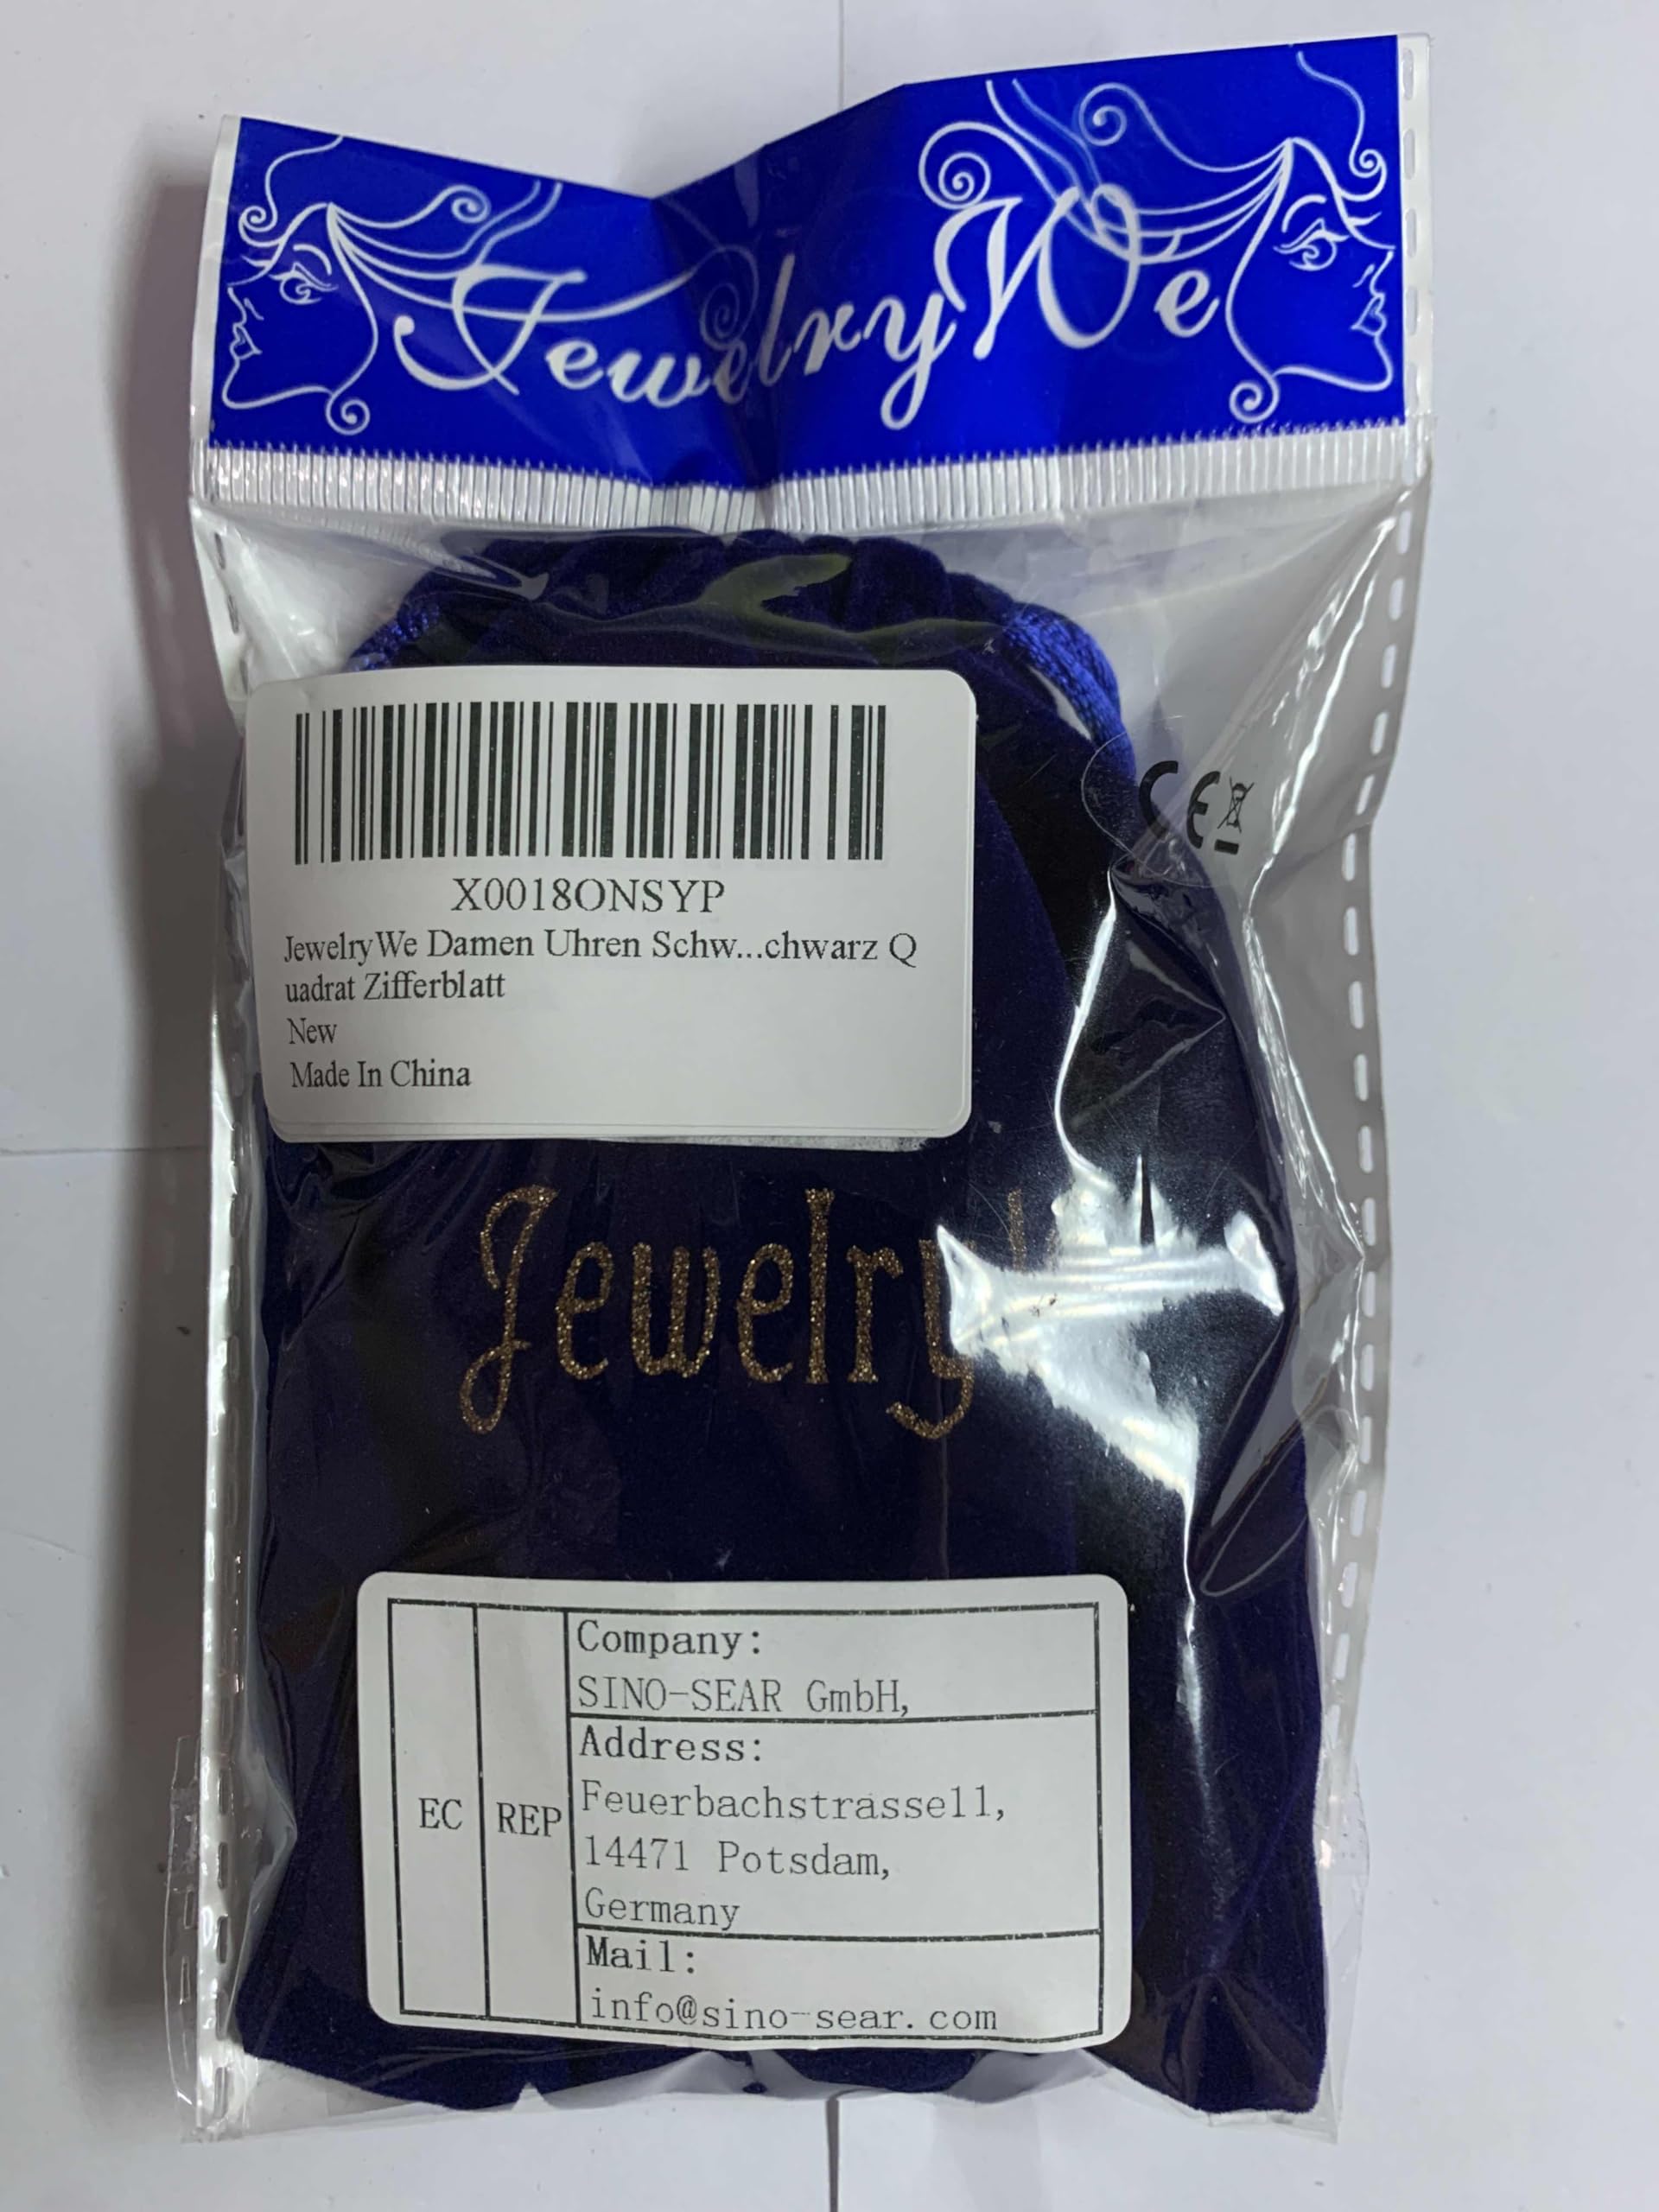 JewelryWe
CE
X0018ONSYP
JewelryWe Damen Uhren Schw...chwarz Q
uadrat Zifferblatt
New
Made In China
Jewelry
EC
REP
Company:
SINO-SEAR GmbH,
Address:
Feuerbachstrasse11,
14471 Potsdam,
Germany
Mail:
info@sino-sear.com